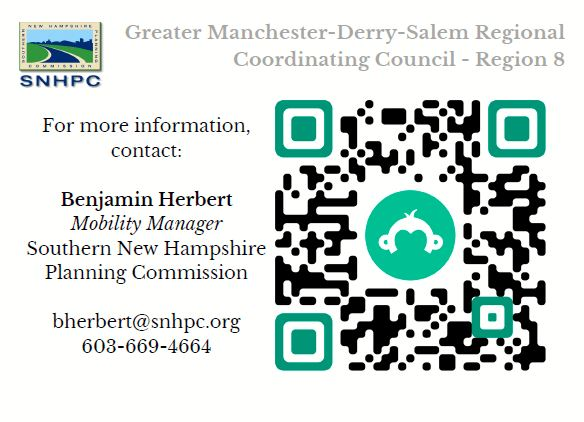 NEW HAMPSHIRE
SOUTHERN
PLANNING
COMMISSION
SNHPC
Greater Manchester-Derry-Salem Regional
Coordinating Council - Region 8
For more information,
contact:
Benjamin Herbert
Mobility Manager
Southern New Hampshire
Planning Commission
bherbert@snhpc.org
603-669-4664